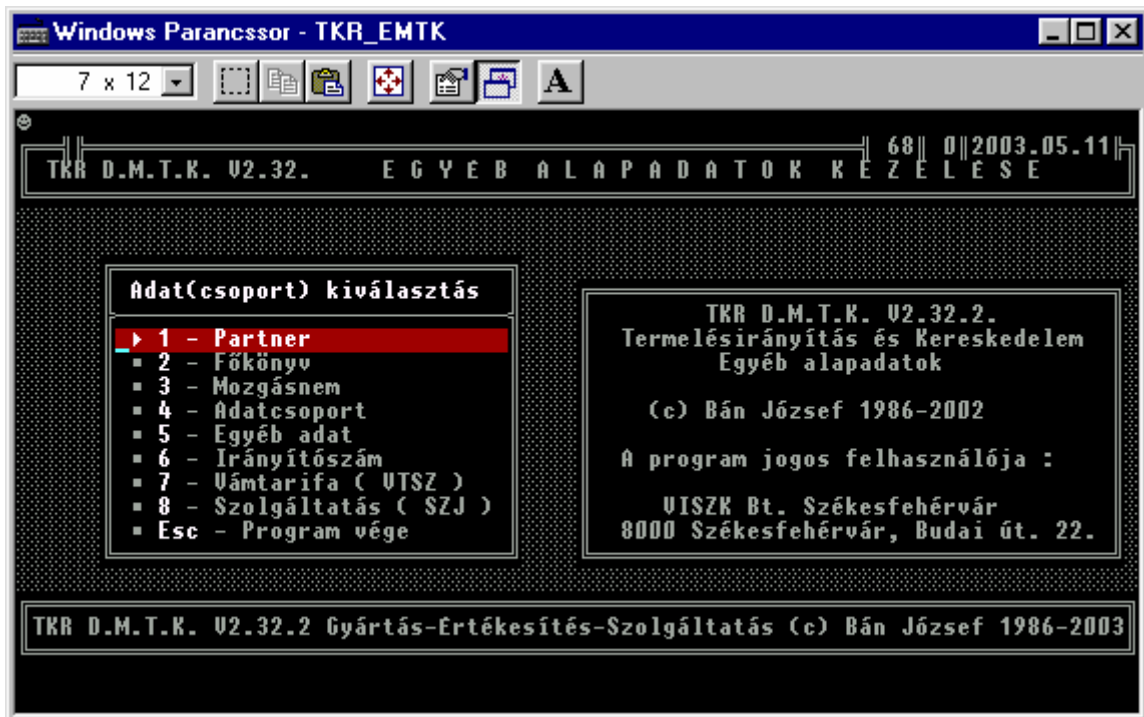 Windows Parancssor - TKR_EMTK
7 x 12
A
68 0 2003.05.11
TKR D.M.T.K. V2.32. E G Y É B A L A P A D A T O K K E Z E L É S E
Adat(csoport) kiválasztás
1 - Partner
2 - Főkönyv
3 - Mozgásnem
4 - Adatcsoport
5 - Egyéb adat
6 - Irányítószám
7 - Vámtarifa ( VTSZ )
8 - Szolgáltatás ( SZJ )
Esc - Program vége
TKR D.M.T.K. V2.32.2.
Termelésirányítás és Kereskedelem
Egyéb alapadatok
(c) Bán József 1986-2002
A program jogos felhasználója :
VISZK Bt. Székesfehérvár
8000 Székesfehérvár, Budai út. 22.
TKR D.M.T.K. V2.32.2 Gyártás-Értékesítés-Szolgáltatás (c) Bán József 1986-2003